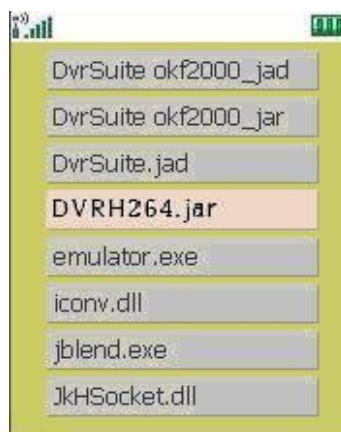 DvrSuite okf2000_jad
DvrSuite okf2000_jar
DvrSuite.jad
DVRH264.jar
emulator.exe
iconv.dll
jblend.exe
JkHSocket.dll